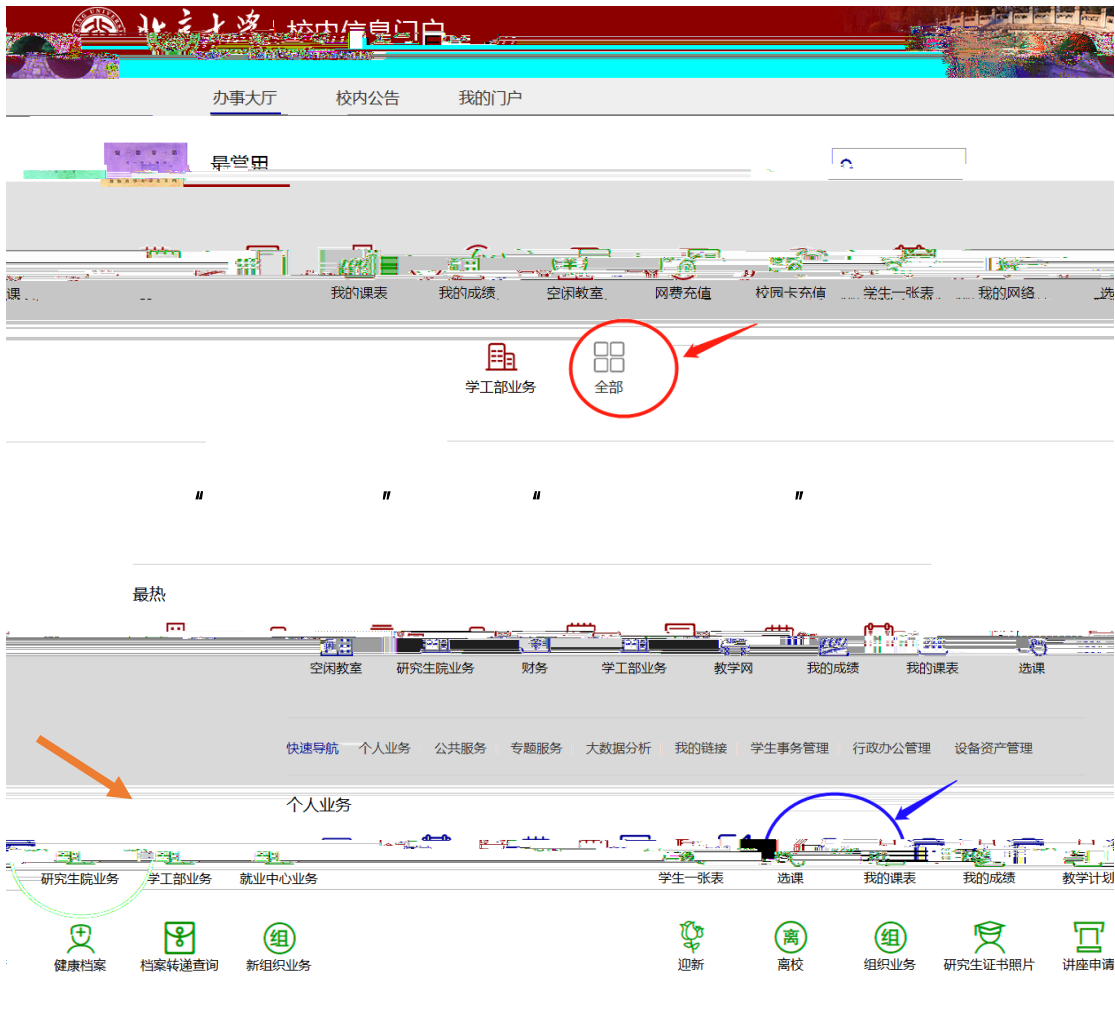 北京大学 校内信息门户
办事大厅 校内公告 我的门户
最常用
课 我的课表 我的成绩 空闲教室 网费充值 校园卡充值 学生一张表 我的网络 选
学工部业务 全部
" " " "
最热
空闲教室 研究生院业务 财务 学工部业务 教学网 我的成绩 我的课表 选课
快速导航 个人业务 公共服务 专题服务 大数据分析 我的链接 学生事务管理 行政办公管理 设备资产管理
个人业务
研究生院业务 学工部业务 就业中心业务 学生一张表 选课 我的课表 我的成绩 教学计划
组 离 组
健康档案 档案转递查询 新组织业务 迎新 离校 组织业务 研究生证书照片 讲座申请